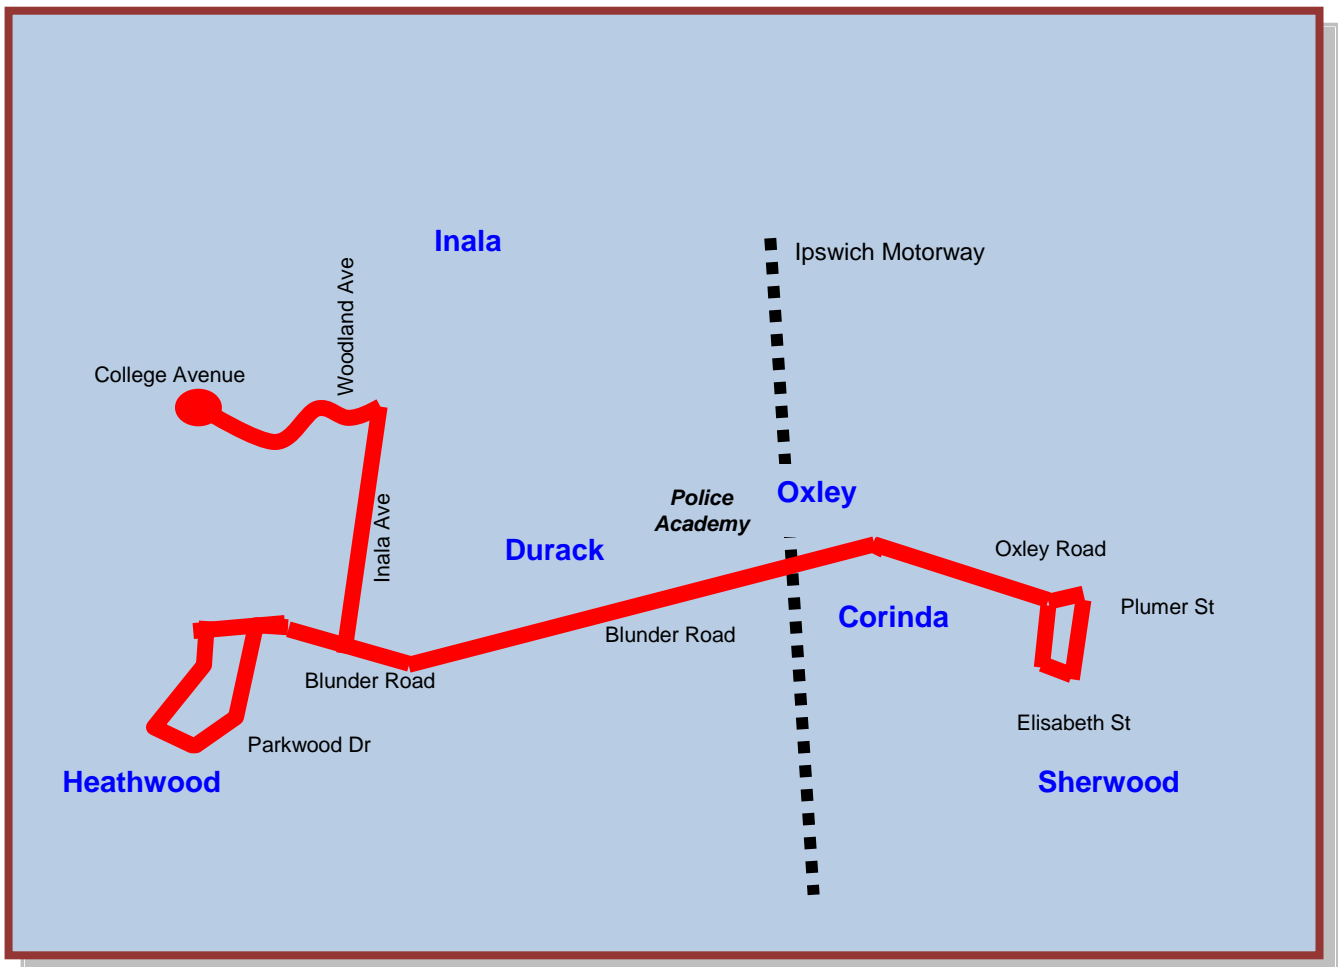 Inala
Ipswich Motorway
Woodland Ave
College Avenue
Oxley
Police
Academy
Inala Ave
Durack
Oxley Road
Plumer St
Corinda
Blunder Road
Blunder Road
Elisabeth St
Parkwood Dr
Heathwood
Sherwood